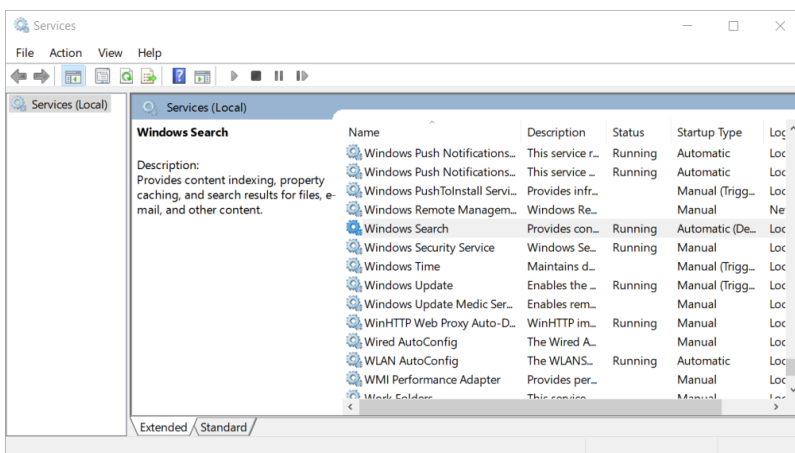 Services
File Action View Help
Services (Local)
Services (Local)
Windows Search
Description:
Provides content indexing, property
caching, and search results for files, e-
mail, and other content.
Name Description Status Startup Type Log
Windows Push Notifications... This service r... Running Automatic Loc
Windows Push Notifications... This service ... Running Automatic Loc
Windows PushToInstall Servi... Provides infr... Manual (Trigg... Loc
Windows Remote Managem... Windows Re... Manual Ne
Windows Search Provides con... Running Automatic (De... Loc
Windows Security Service Windows Se... Running Manual Loc
Windows Time Maintains d... Manual (Trigg... Loc
Windows Update Enables the ... Running Manual (Trigg... Loc
Windows Update Medic Ser... Enables rem... Manual Loc
WinHTTP Web Proxy Auto-D... WinHTTP im... Running Manual Loc
Wired AutoConfig The Wired A... Manual Loc
WLAN AutoConfig The WLANS... Running Automatic Loc
WMI Performance Adapter Provides per... Manual Loc
Work Folders This service Manual Loc
Extended Standard